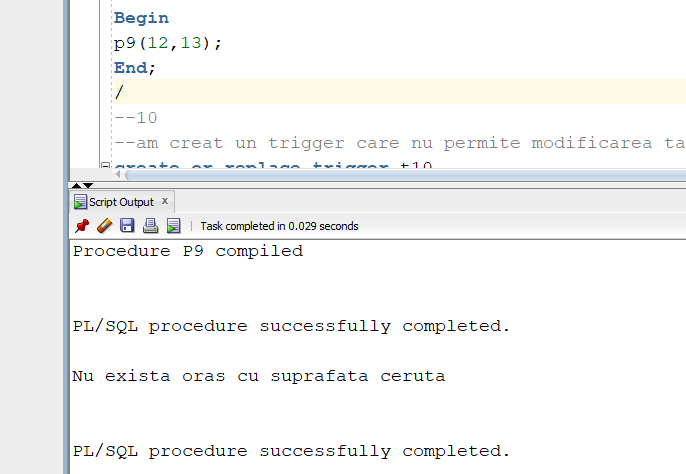 Begin
p9(12,13);
End;
/
--10
--am creat un trigger care nu permite modificarea ta
create or replace trigger t10
Script Output x
Task completed in 0.029 seconds
Procedure P9 compiled
PL/SQL procedure successfully completed.
Nu exista oras cu suprafata ceruta
PL/SQL procedure successfully completed.